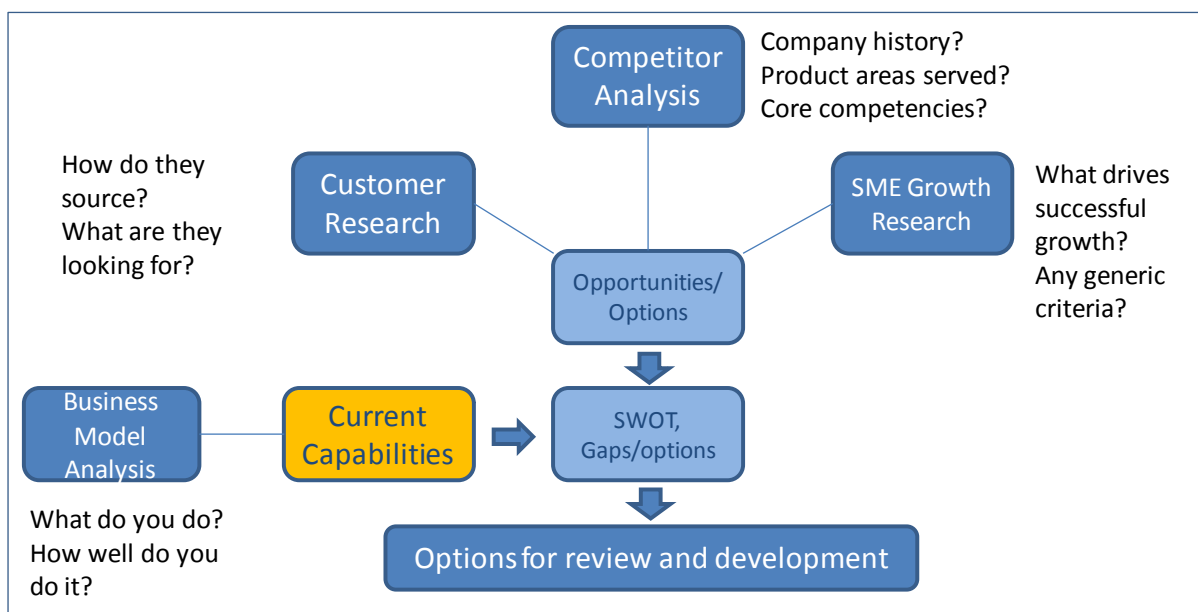 Competitor
Analysis
Company history?
Product areas served?
Core competencies?
How do they
source?
What are they
looking for?
Customer
Research
SME Growth
Research
What drives
successful
growth?
Any generic
criteria?
Opportunities/
Options
Business
Model
Analysis
Current
Capabilities
SWOT,
Gaps/options
What do you do?
How well do you
do it?
Options for review and development